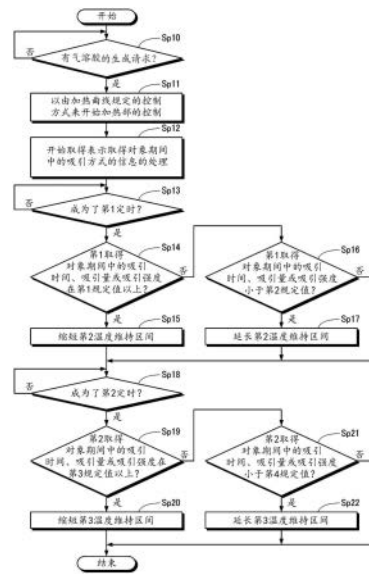 开始
Sp10
有气溶胶的生成请求?
否
是
Sp11
以由加热曲线规定的控制
方式来开始加热部的控制
Sp12
开始取得表示取得对象期间
中的吸引方式的信息的处理
Sp13
成为了第1定时?
否
是
Sp14
第1取得
对象期间中的吸引
时间、吸引量或吸引强度
在第1规定值以上?
否
是
Sp16
第1取得
对象期间中的吸引
时间、吸引量或吸引强度
小于第2规定值?
否
是
Sp15
缩短第2温度维持区间
Sp17
延长第2温度维持区间
Sp18
成为了第2定时?
否
是
Sp19
第2取得
对象期间中的吸引
时间、吸引量或吸引强度在
第3规定值以上?
否
是
Sp21
第2取得
对象期间中的吸引
时间、吸引量或吸引强度
小于第4规定值?
否
是
Sp20
缩短第3温度维持区间
Sp22
延长第3温度维持区间
结束